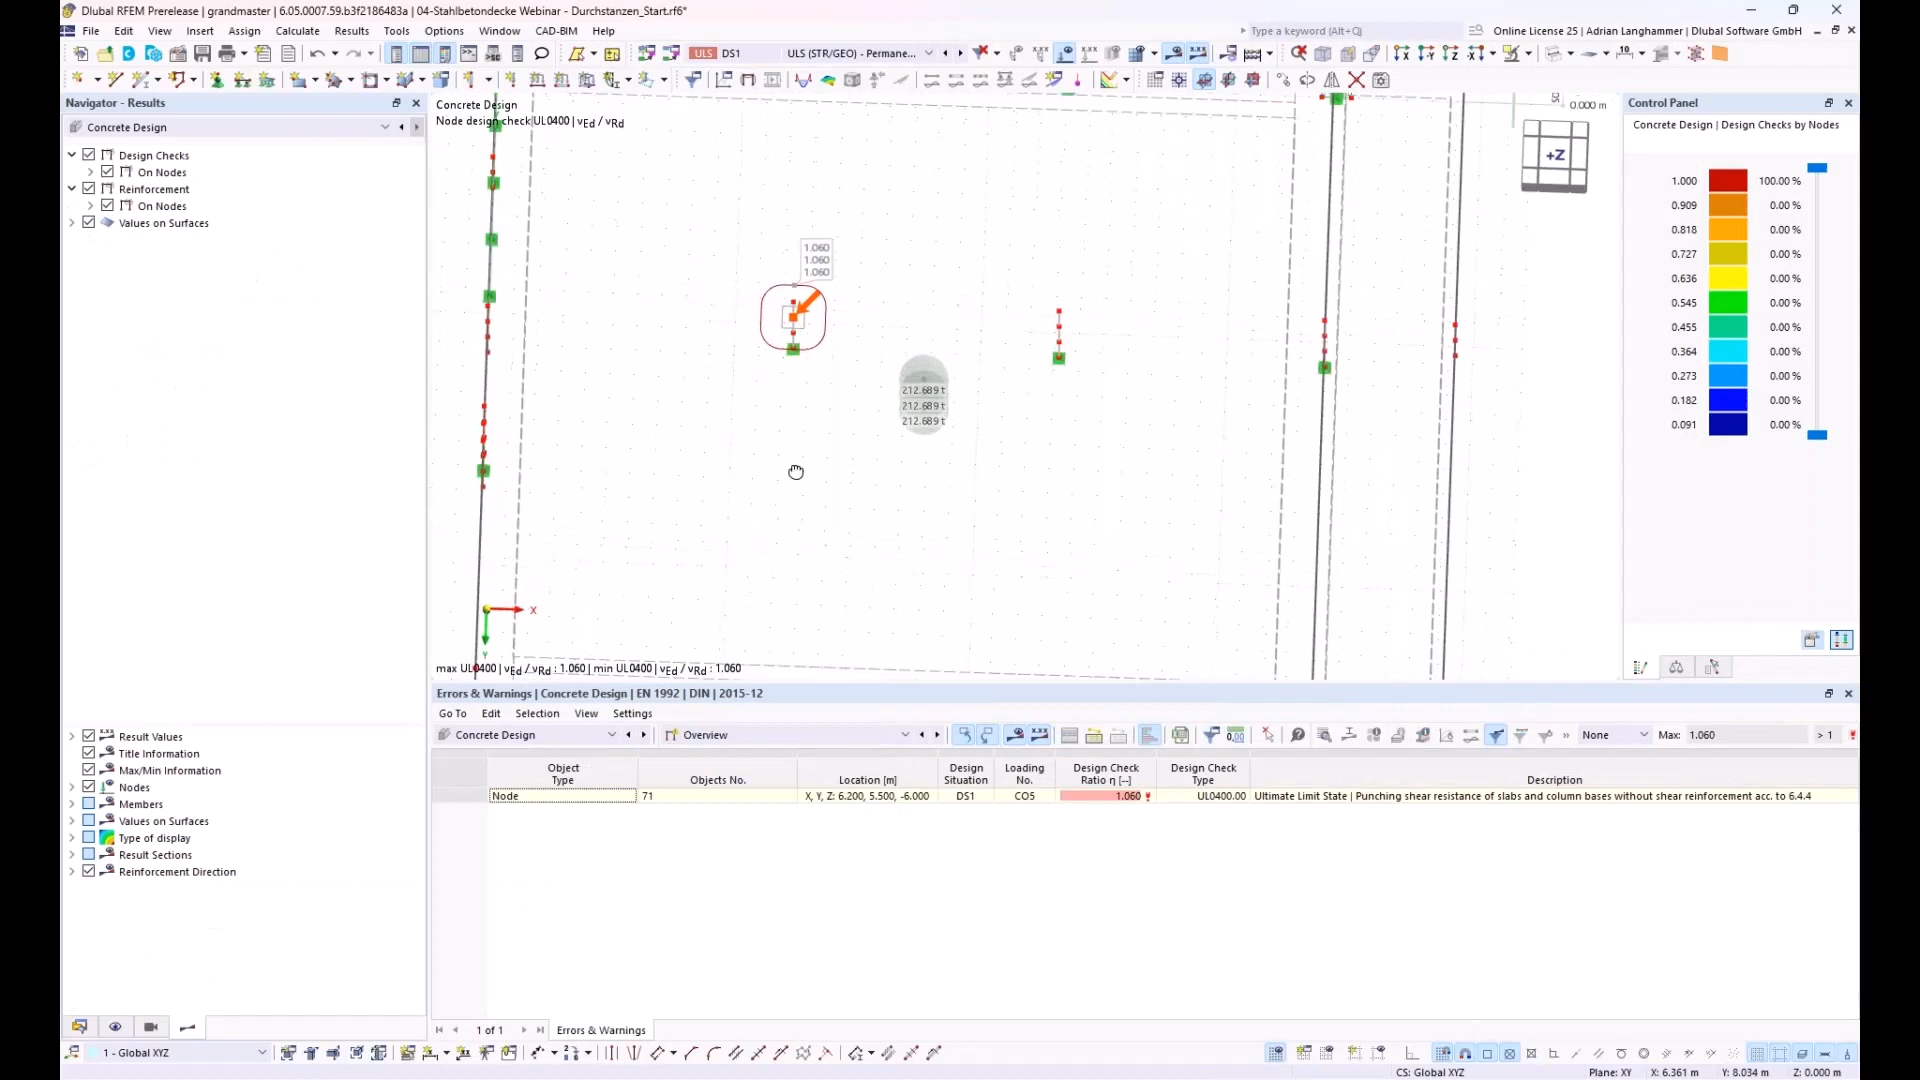 Dlubal RFEM Prerelease | grandmaster | 6.05.0007.59.b3f2186483a | 04-Stahlbetondecke Webinar - Durchstanzen_Start.rf6*
File Edit View Insert Assign Calculate Results Tools Options Window CAD-BIM Help
Type a keyword (Alt+Q)
Online License 25 | Adrian Langhammer | Dlubal Software GmbH
ULS DS1 ULS (STR/GEO) - Permane...
Navigator - Results
Concrete Design
Design Checks
On Nodes
Reinforcement
On Nodes
Values on Surfaces
Result Values
Title Information
Max/Min Information
Nodes
Members
Values on Surfaces
Type of display
Result Sections
Reinforcement Direction
Concrete Design
Node design check UL0400 | vEd / vRd
0.000 m
+Z
1.060
1.060
1.060
212.689 t
212.689 t
212.689 t
X
Y
max UL0400 | vEd / vRd : 1.060 | min UL0400 | vEd / vRd : 1.060
Control Panel
Concrete Design | Design Checks by Nodes
1.000 100.00 %
0.909 0.00 %
0.818 0.00 %
0.727 0.00 %
0.636 0.00 %
0.545 0.00 %
0.455 0.00 %
0.364 0.00 %
0.273 0.00 %
0.182 0.00 %
0.091 0.00 %
Errors & Warnings | Concrete Design | EN 1992 | DIN | 2015-12
Go To Edit Selection View Settings
Concrete Design Overview None Max: 1.060 > 1
Object Type Objects No. Location [m] Design Situation Loading No. Design Check Ratio η [--] Design Check Type Description
Node 71 X, Y, Z: 6.200, 5.500, -6.000 DS1 CO5 1.060 UL0400.00 Ultimate Limit State | Punching shear resistance of slabs and column bases without shear reinforcement acc. to 6.4.4
1 of 1 Errors & Warnings
1 - Global XYZ
CS: Global XYZ Plane: XY X: 6.361 m Y: 8.034 m Z: 0.000 m